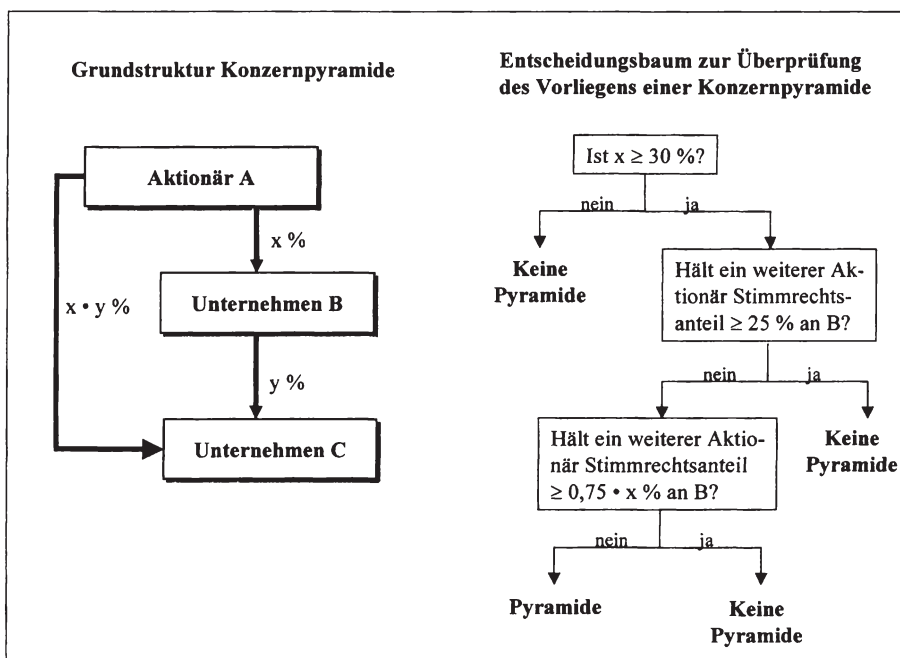 Grundstruktur Konzernpyramide
Aktionär A
x %
x • y %
Unternehmen B
y %
Unternehmen C
Entscheidungsbaum zur Überprüfung
des Vorliegens einer Konzernpyramide
Ist x ≥ 30 %?
nein
ja
Keine
Pyramide
Hält ein weiterer Ak-
tionär Stimmrechts-
anteil ≥ 25 % an B?
nein
ja
Hält ein weiterer Aktio-
när Stimmrechtsanteil
≥ 0,75 • x % an B?
Keine
Pyramide
nein
ja
Pyramide
Keine
Pyramide